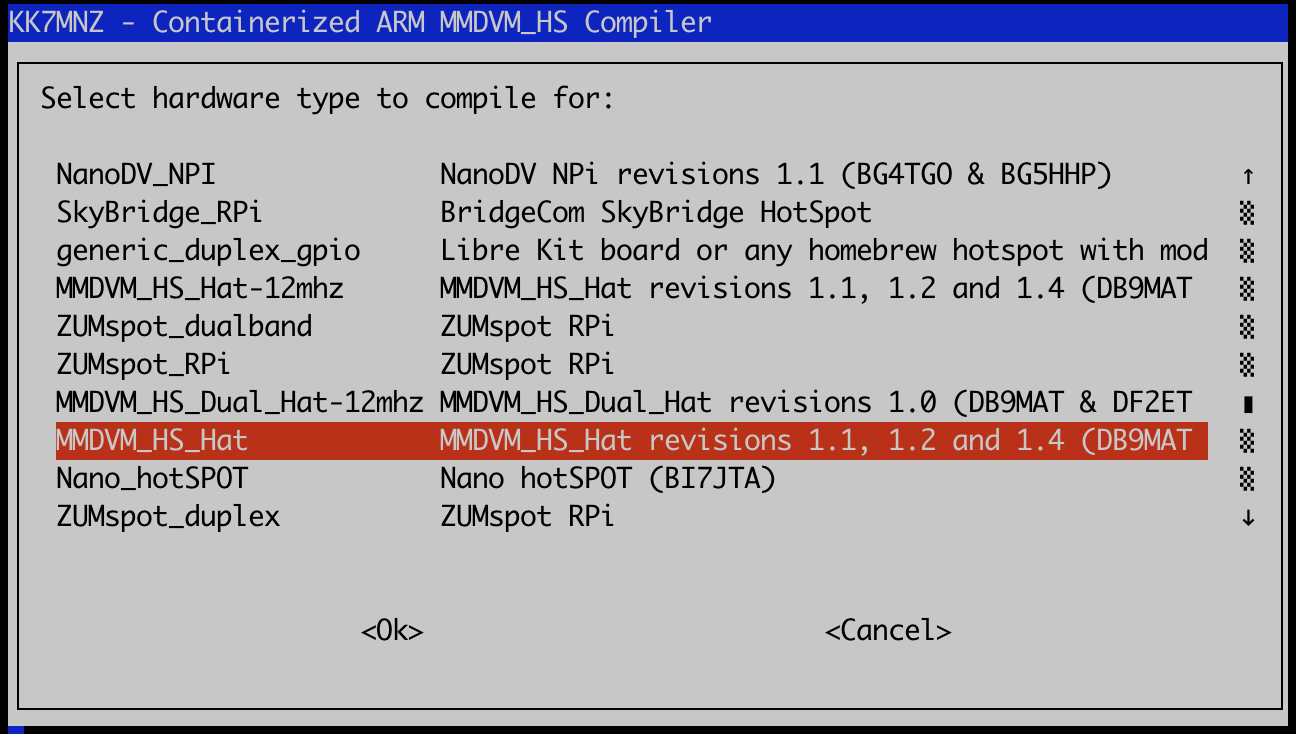 KK7MNZ - Containerized ARM MMDVM_HS Compiler
Select hardware type to compile for:
NanoDV_NPI NanoDV NPi revisions 1.1 (BG4TGO & BG5HHP) ↑
SkyBridge_RPi BridgeCom SkyBridge HotSpot
generic_duplex_gpio Libre Kit board or any homebrew hotspot with mod
MMDVM_HS_Hat-12mhz MMDVM_HS_Hat revisions 1.1, 1.2 and 1.4 (DB9MAT
ZUMspot_dualband ZUMspot RPi
ZUMspot_RPi ZUMspot RPi
MMDVM_HS_Dual_Hat-12mhz MMDVM_HS_Dual_Hat revisions 1.0 (DB9MAT & DF2ET
MMDVM_HS_Hat MMDVM_HS_Hat revisions 1.1, 1.2 and 1.4 (DB9MAT
Nano_hotSPOT Nano hotSPOT (BI7JTA)
ZUMspot_duplex ZUMspot RPi ↓
<Ok> <Cancel>